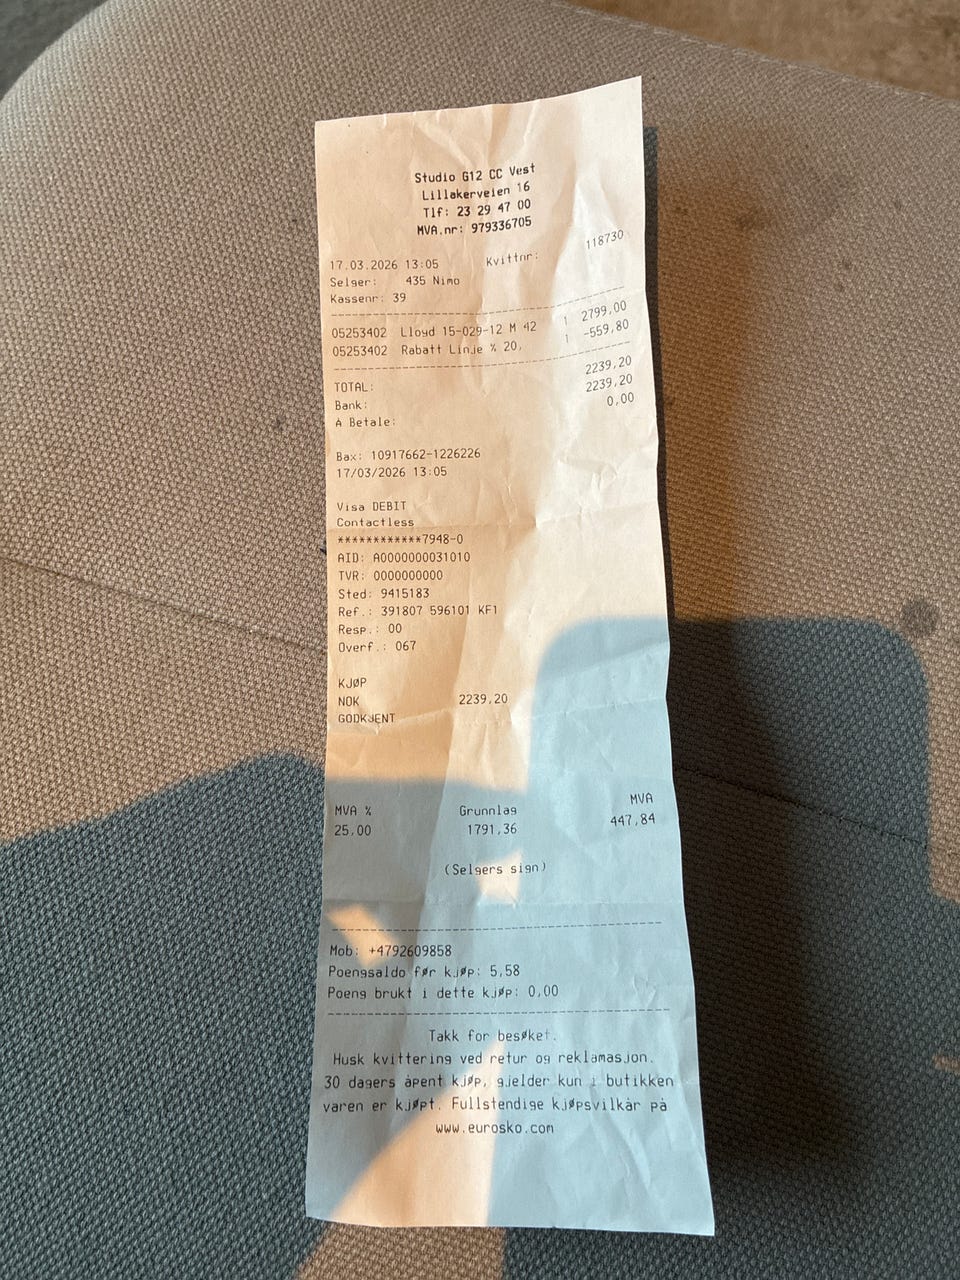 Studio G12 CC Vest
Lillakerveien 16
Tlf: 23 29 47 00
MVA.nr: 979336705
17.03.2026 13:05 Kvittnr: 118730
Selger: 435 Nimo
Kassenr: 39
05253402 Lloyd 15-029-12 M 42 1 2799,00
05253402 Rabatt Linje % 20, 1 -559,80
TOTAL: 2239,20
Bank: 2239,20
Å Betale: 0,00
Bax: 10917662-1226226
17/03/2026 13:05
Visa DEBIT
Contactless
************7948-0
AID: A0000000031010
TVR: 0000000000
Sted: 9415183
Ref.: 391807 596101 KF1
Resp.: 00
Overf.: 067
KJØP
NOK 2239,20
GODKJENT
MVA % Grunnlag MVA
25,00 1791,36 447,84
(Selgers sign)
Mob: +4792609858
Poengsaldo før kjøp: 5,58
Poeng brukt i dette kjøp: 0,00
Takk for besøket.
Husk kvittering ved retur og reklamasjon.
30 dagers åpent kjøp, gjelder kun i butikken
varen er kjøpt. Fullstendige kjøpsvilkår på
www.eurosko.com